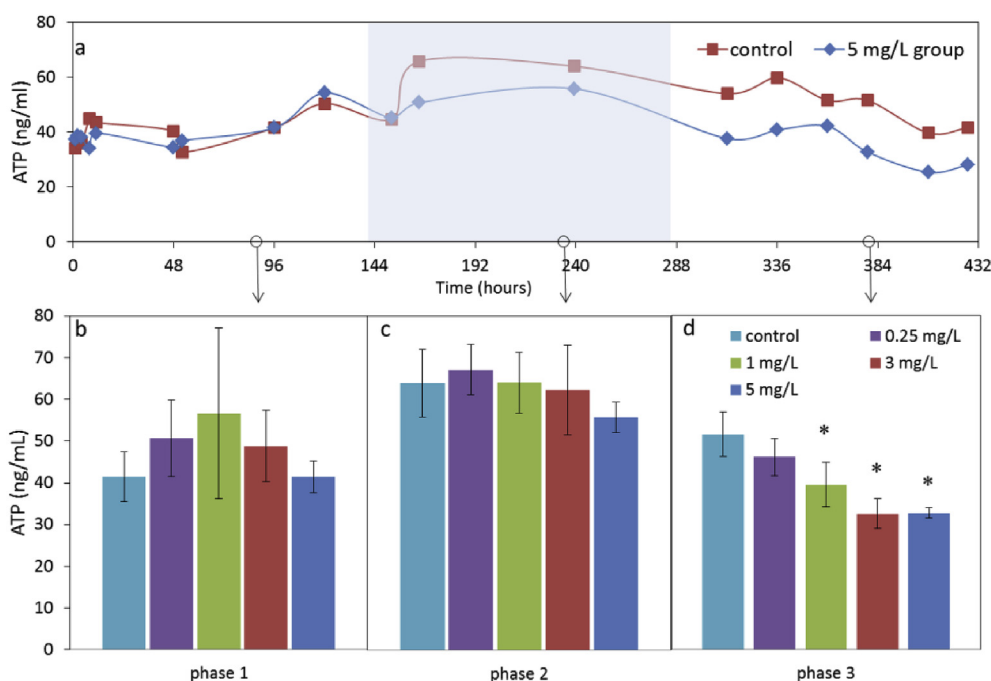 a
control 5 mg/L group
ATP (ng/ml)
80
60
40
20
0
0 48 96 144 192 240 288 336 384 432
Time (hours)
ATP (ng/mL)
80
70
60
50
40
30
20
10
0
b
c
d
control 0.25 mg/L
1 mg/L 3 mg/L
5 mg/L
*
*
*
phase 1 phase 2 phase 3